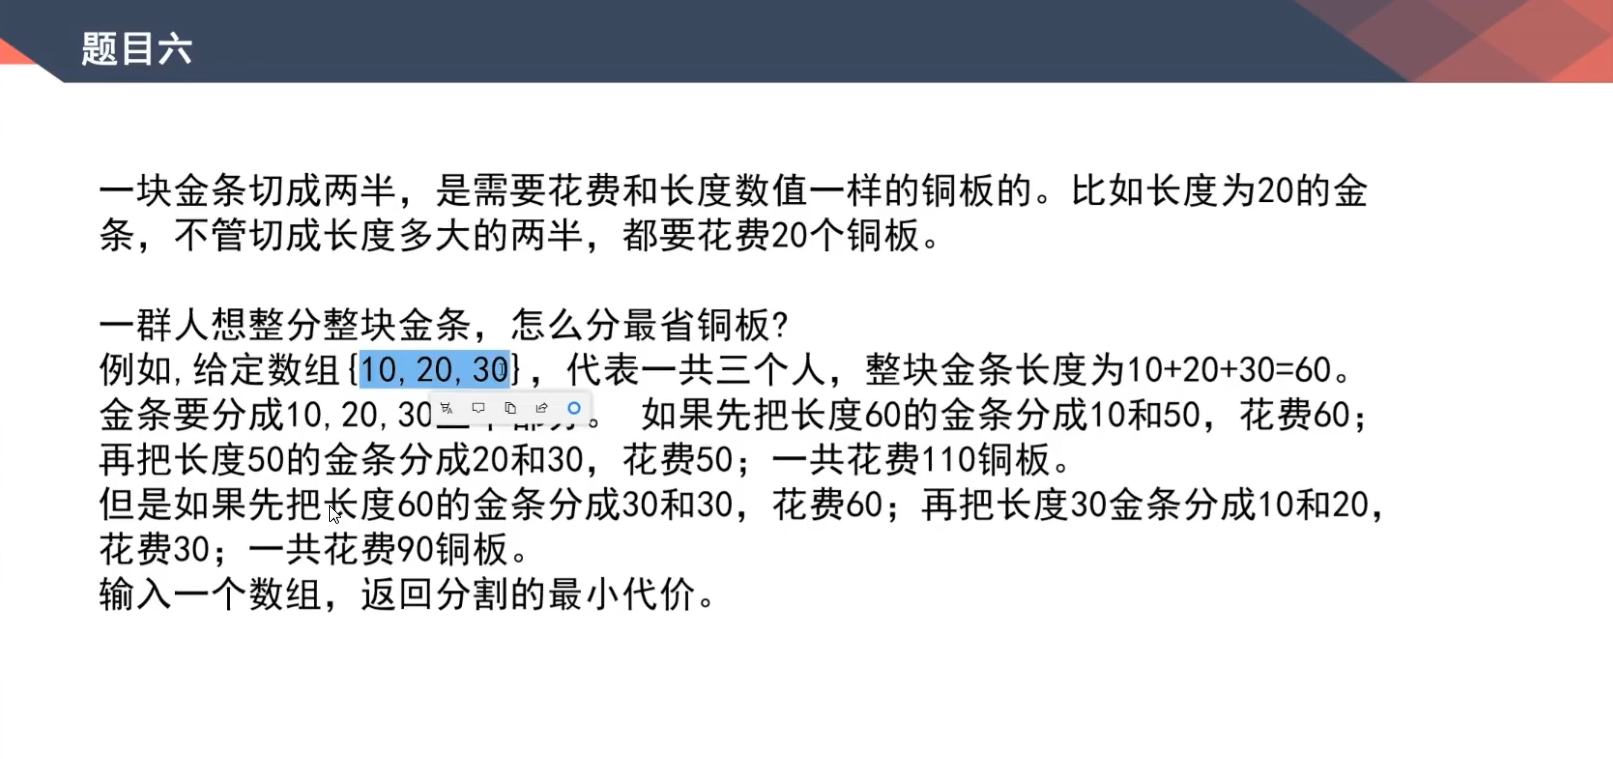 题目六
一块金条切成两半，是需要花费和长度数值一样的铜板的。比如长度为20的金
条，不管切成长度多大的两半，都要花费20个铜板。
一群人想整分整块金条，怎么分最省铜板?
例如,给定数组{10,20,30}，代表一共三个人，整块金条长度为10+20+30=60。
金条要分成10,20,30 。 如果先把长度60的金条分成10和50，花费60;
再把长度50的金条分成20和30，花费50;一共花费110铜板。
但是如果先把长度60的金条分成30和30，花费60;再把长度30金条分成10和20，
花费30;一共花费90铜板。
输入一个数组，返回分割的最小代价。